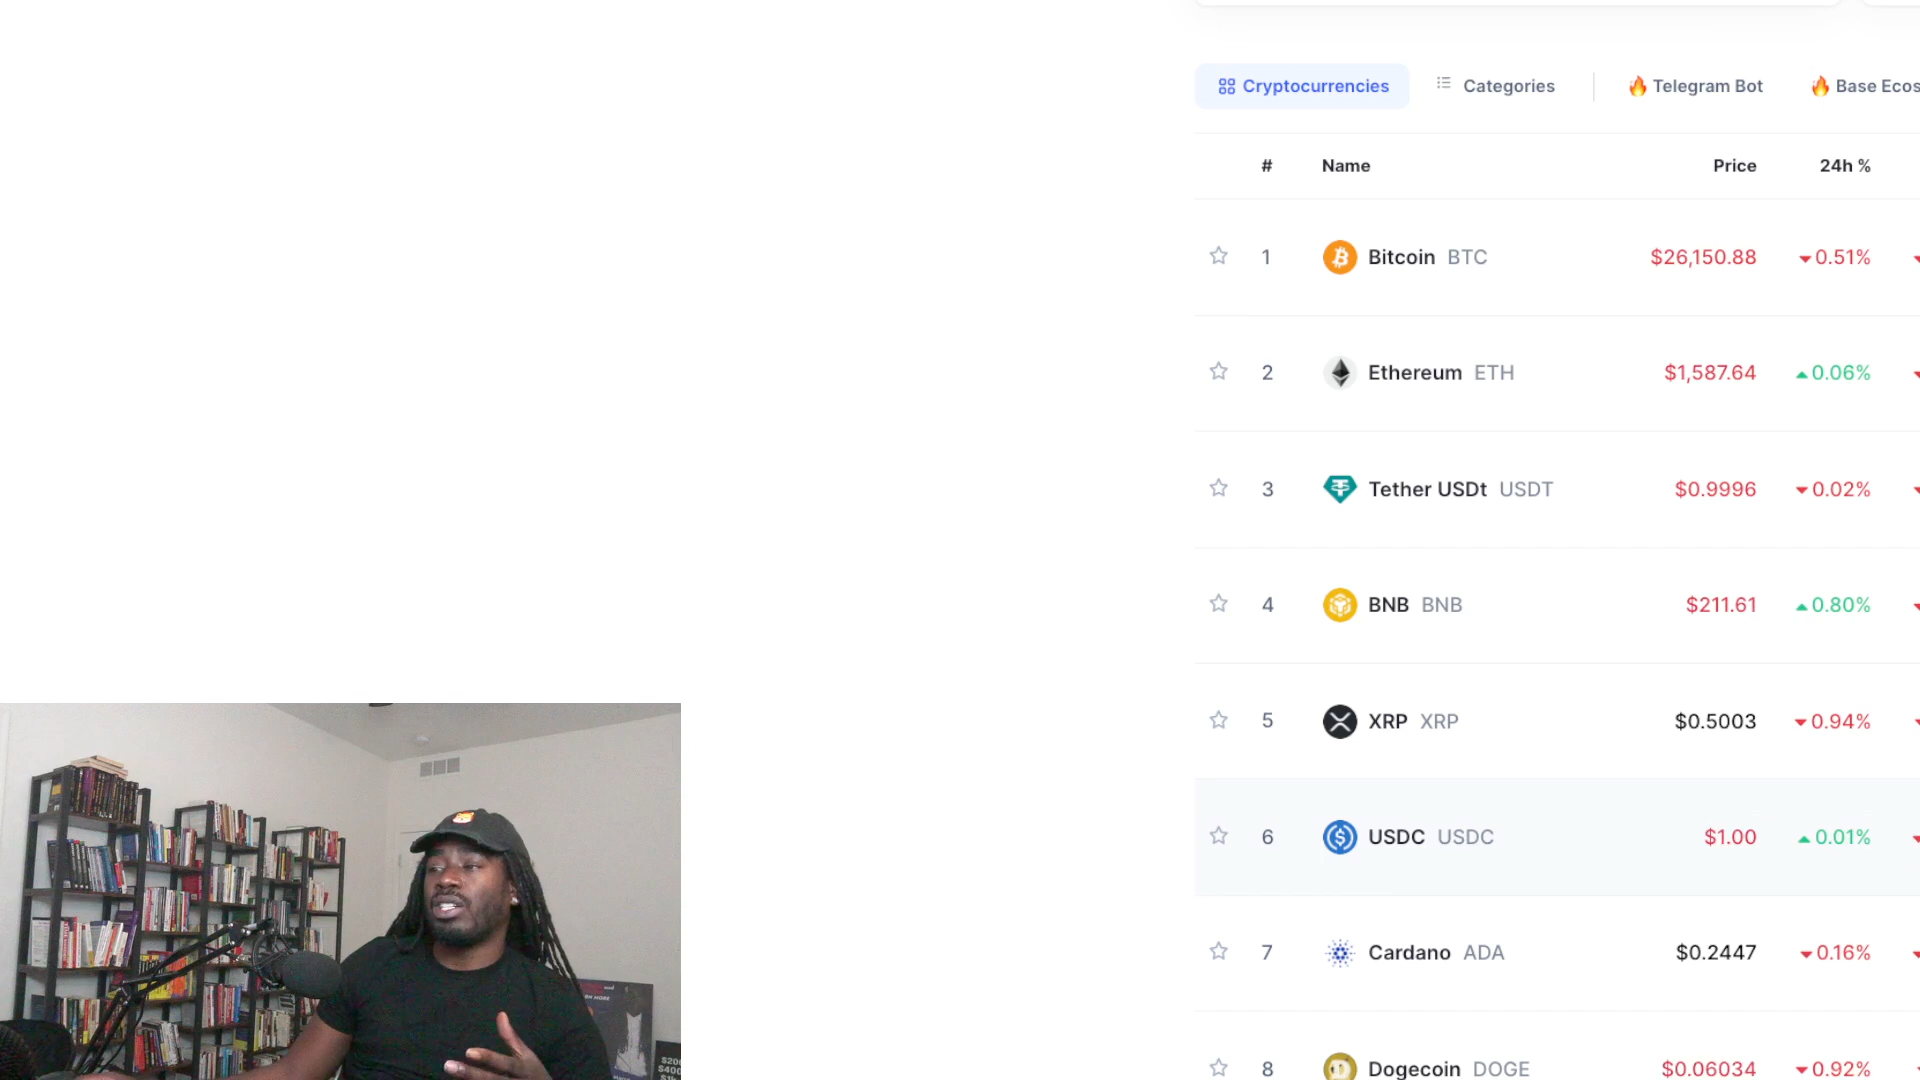 Cryptocurrencies Categories Telegram Bot Base Ecos
# Name Price 24h %
1 Bitcoin BTC $26,150.88 0.51%
2 Ethereum ETH $1,587.64 0.06%
3 Tether USDt USDT $0.9996 0.02%
4 BNB BNB $211.61 0.80%
5 XRP XRP $0.5003 0.94%
6 USDC USDC $1.00 0.01%
7 Cardano ADA $0.2447 0.16%
8 Dogecoin DOGE $0.06034 0.92%